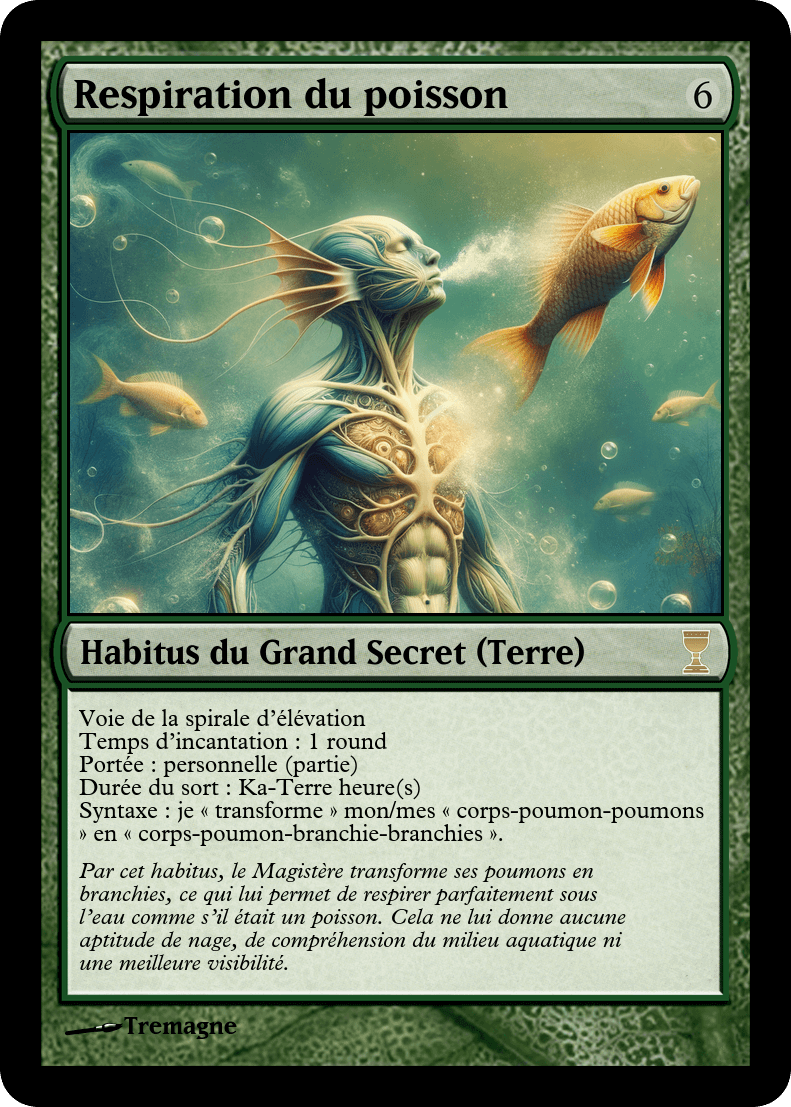 Respiration du poisson
6
Habitus du Grand Secret (Terre)
Voie de la spirale d'élévation
Temps d'incantation : 1 round
Portée : personnelle (partie)
Durée du sort : Ka-Terre heure(s)
Syntaxe : je « transforme » mon/mes « corps-poumon-poumons
» en « corps-poumon-branchie-branchies ».
Par cet habitus, le Magistère transforme ses poumons en
branchies, ce qui lui permet de respirer parfaitement sous
l'eau comme s'il était un poisson. Cela ne lui donne aucune
aptitude de nage, de compréhension du milieu aquatique ni
une meilleure visibilité.
Tremagne